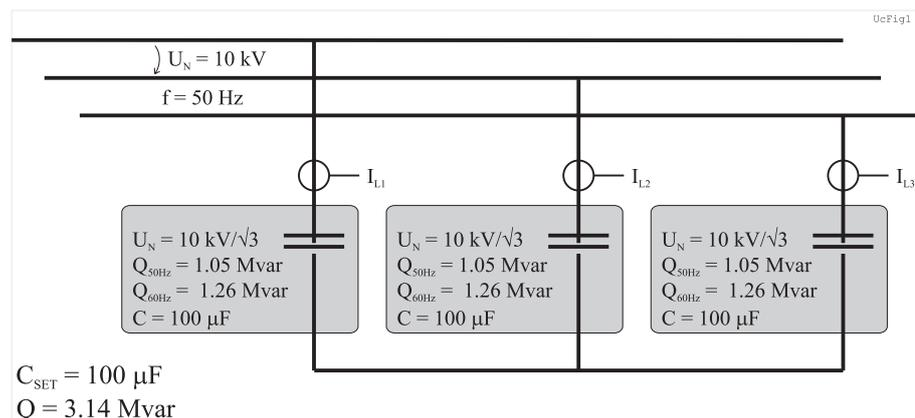 UcFig1
U_N = 10 kV
f = 50 Hz
I_L1
I_L2
I_L3
U_N = 10 kV/√3
Q_50Hz = 1.05 Mvar
Q_60Hz = 1.26 Mvar
C = 100 μF
U_N = 10 kV/√3
Q_50Hz = 1.05 Mvar
Q_60Hz = 1.26 Mvar
C = 100 μF
U_N = 10 kV/√3
Q_50Hz = 1.05 Mvar
Q_60Hz = 1.26 Mvar
C = 100 μF
C_SET = 100 μF
Q = 3.14 Mvar